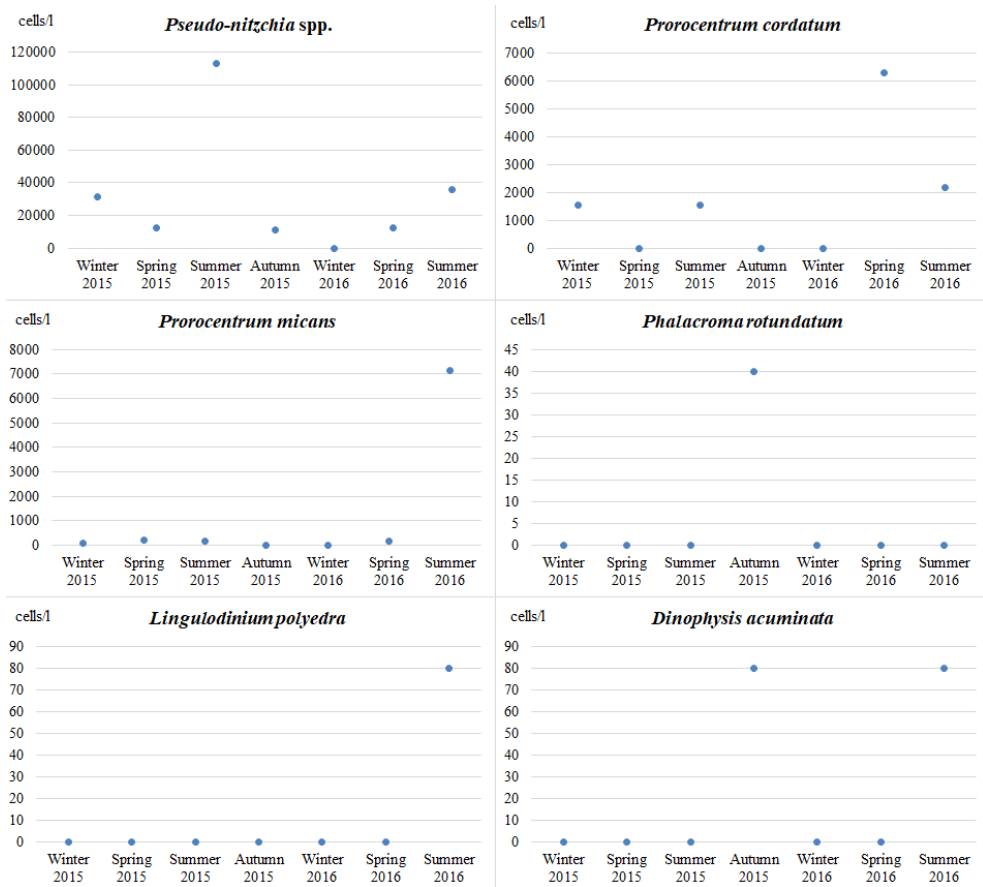 cells/l
Pseudo-nitzchia spp.
120000
100000
80000
60000
40000
20000
0
Winter Spring Summer Autumn Winter Spring Summer
2015 2015 2015 2015 2016 2016 2016
cells/l
Prorocentrum cordatum
7000
6000
5000
4000
3000
2000
1000
0
Winter Spring Summer Autumn Winter Spring Summer
2015 2015 2015 2015 2016 2016 2016
cells/l
Prorocentrum micans
8000
7000
6000
5000
4000
3000
2000
1000
0
Winter Spring Summer Autumn Winter Spring Summer
2015 2015 2015 2015 2016 2016 2016
cells/l
Phalacroma rotundatum
45
40
35
30
25
20
15
10
5
0
Winter Spring Summer Autumn Winter Spring Summer
2015 2015 2015 2015 2016 2016 2016
cells/l
Lingulodinium polyedra
90
80
70
60
50
40
30
20
10
0
Winter Spring Summer Autumn Winter Spring Summer
2015 2015 2015 2015 2016 2016 2016
cells/l
Dinophysis acuminata
90
80
70
60
50
40
30
20
10
0
Winter Spring Summer Autumn Winter Spring Summer
2015 2015 2015 2015 2016 2016 2016